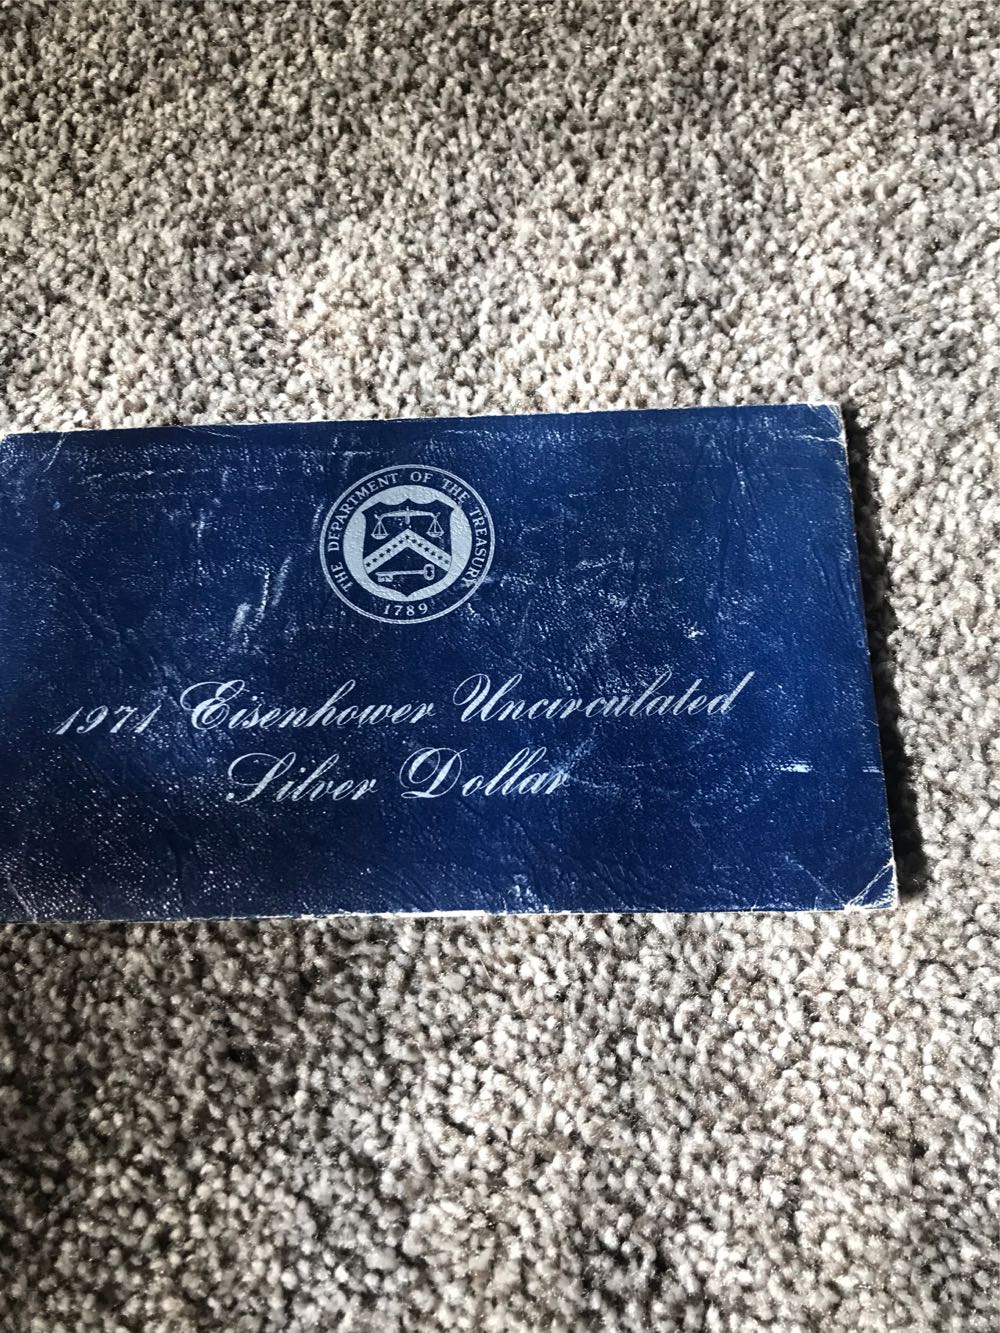 THE DEPARTMENT OF THE TREASURY
1789
1971 Eisenhower Uncirculated
Silver Dollar